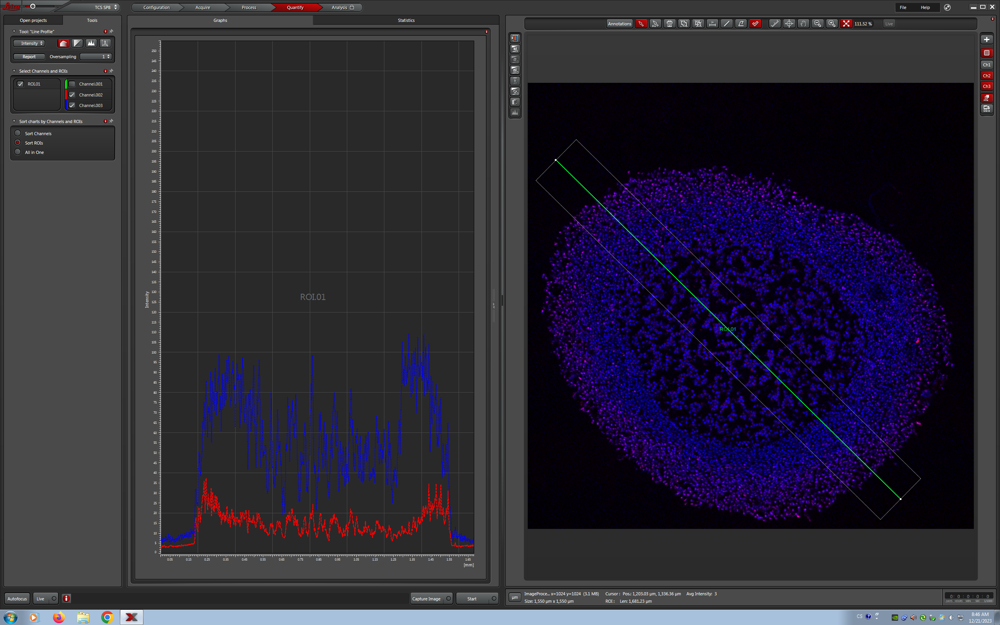 Leica
TCS SP8
Configuration
Acquire
Process
Quantify
Analysis
File
Help
Open projects
Tools
Graphs
Statistics
Annotations
111.52 %
Live
Tool: "Line Profile"
Intensity
Report
Oversampling
1
Select Channels and ROIs
ROI.01
Channel.001
Channel.002
Channel.003
Sort charts by Channels and ROIs
Sort Channels
Sort ROIs
All in One
250
245
240
235
230
225
220
215
210
205
200
195
190
185
180
175
170
165
160
155
150
145
140
135
130
125
120
115
110
105
100
95
90
85
80
75
70
65
60
55
50
45
40
35
30
25
20
15
10
5
0
Intensity
ROI.01
0.05 0.15 0.25 0.35 0.45 0.55 0.65 0.75 0.85 0.95 1.05 1.15 1.25 1.35 1.45 1.55 1.65
[mm]
ROI.01
Ch1
Ch2
Ch3
MAX
Autofocus
Live
Capture Image
Start
µm
ImageProce... x=1024 y=1024 (3.1 MB) Cursor : Pos.: 1,203.03 µm, 1,336.36 µm Avg Intensity: 3
Size: 1,550 µm x 1,550 µm ROI : Len: 1,681.23 µm
0: 0: 0: 0: 0
DAYS HOURS MIN SEC 1/1000
CS
8:46 AM
12/21/2023